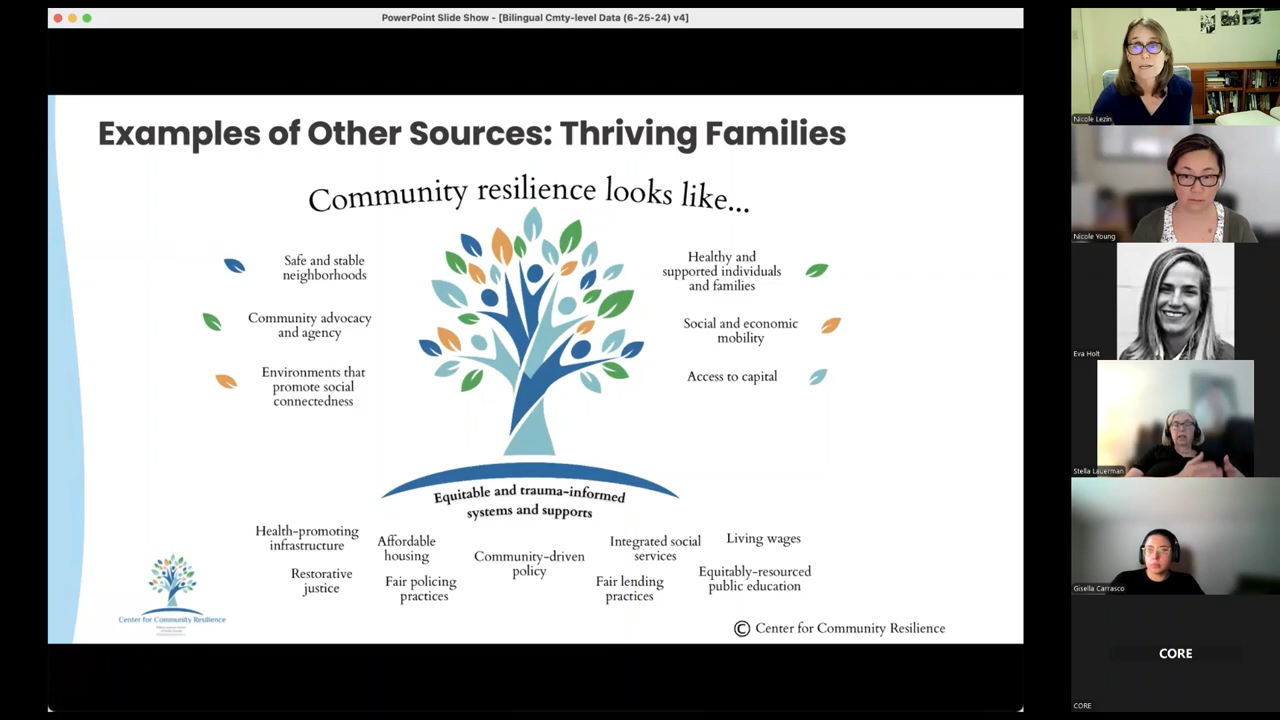 PowerPoint Slide Show - [Bilingual Cmty-level Data (6-25-24) v4]
Examples of Other Sources: Thriving Families
Community resilience looks like...
Safe and stable
neighborhoods
Community advocacy
and agency
Environments that
promote social
connectedness
Healthy and
supported individuals
and families
Social and economic
mobility
Access to capital
Equitable and trauma-informed
systems and supports
Health-promoting
infrastructure
Affordable
housing
Community-driven
policy
Integrated social
services
Living wages
Restorative
justice
Fair policing
practices
Fair lending
practices
Equitably-resourced
public education
Center for Community Resilience
© Center for Community Resilience
Nicole Lezin
Nicole Young
Eva Holt
Stella Lauerman
Gisella Carrasco
CORE
CORE